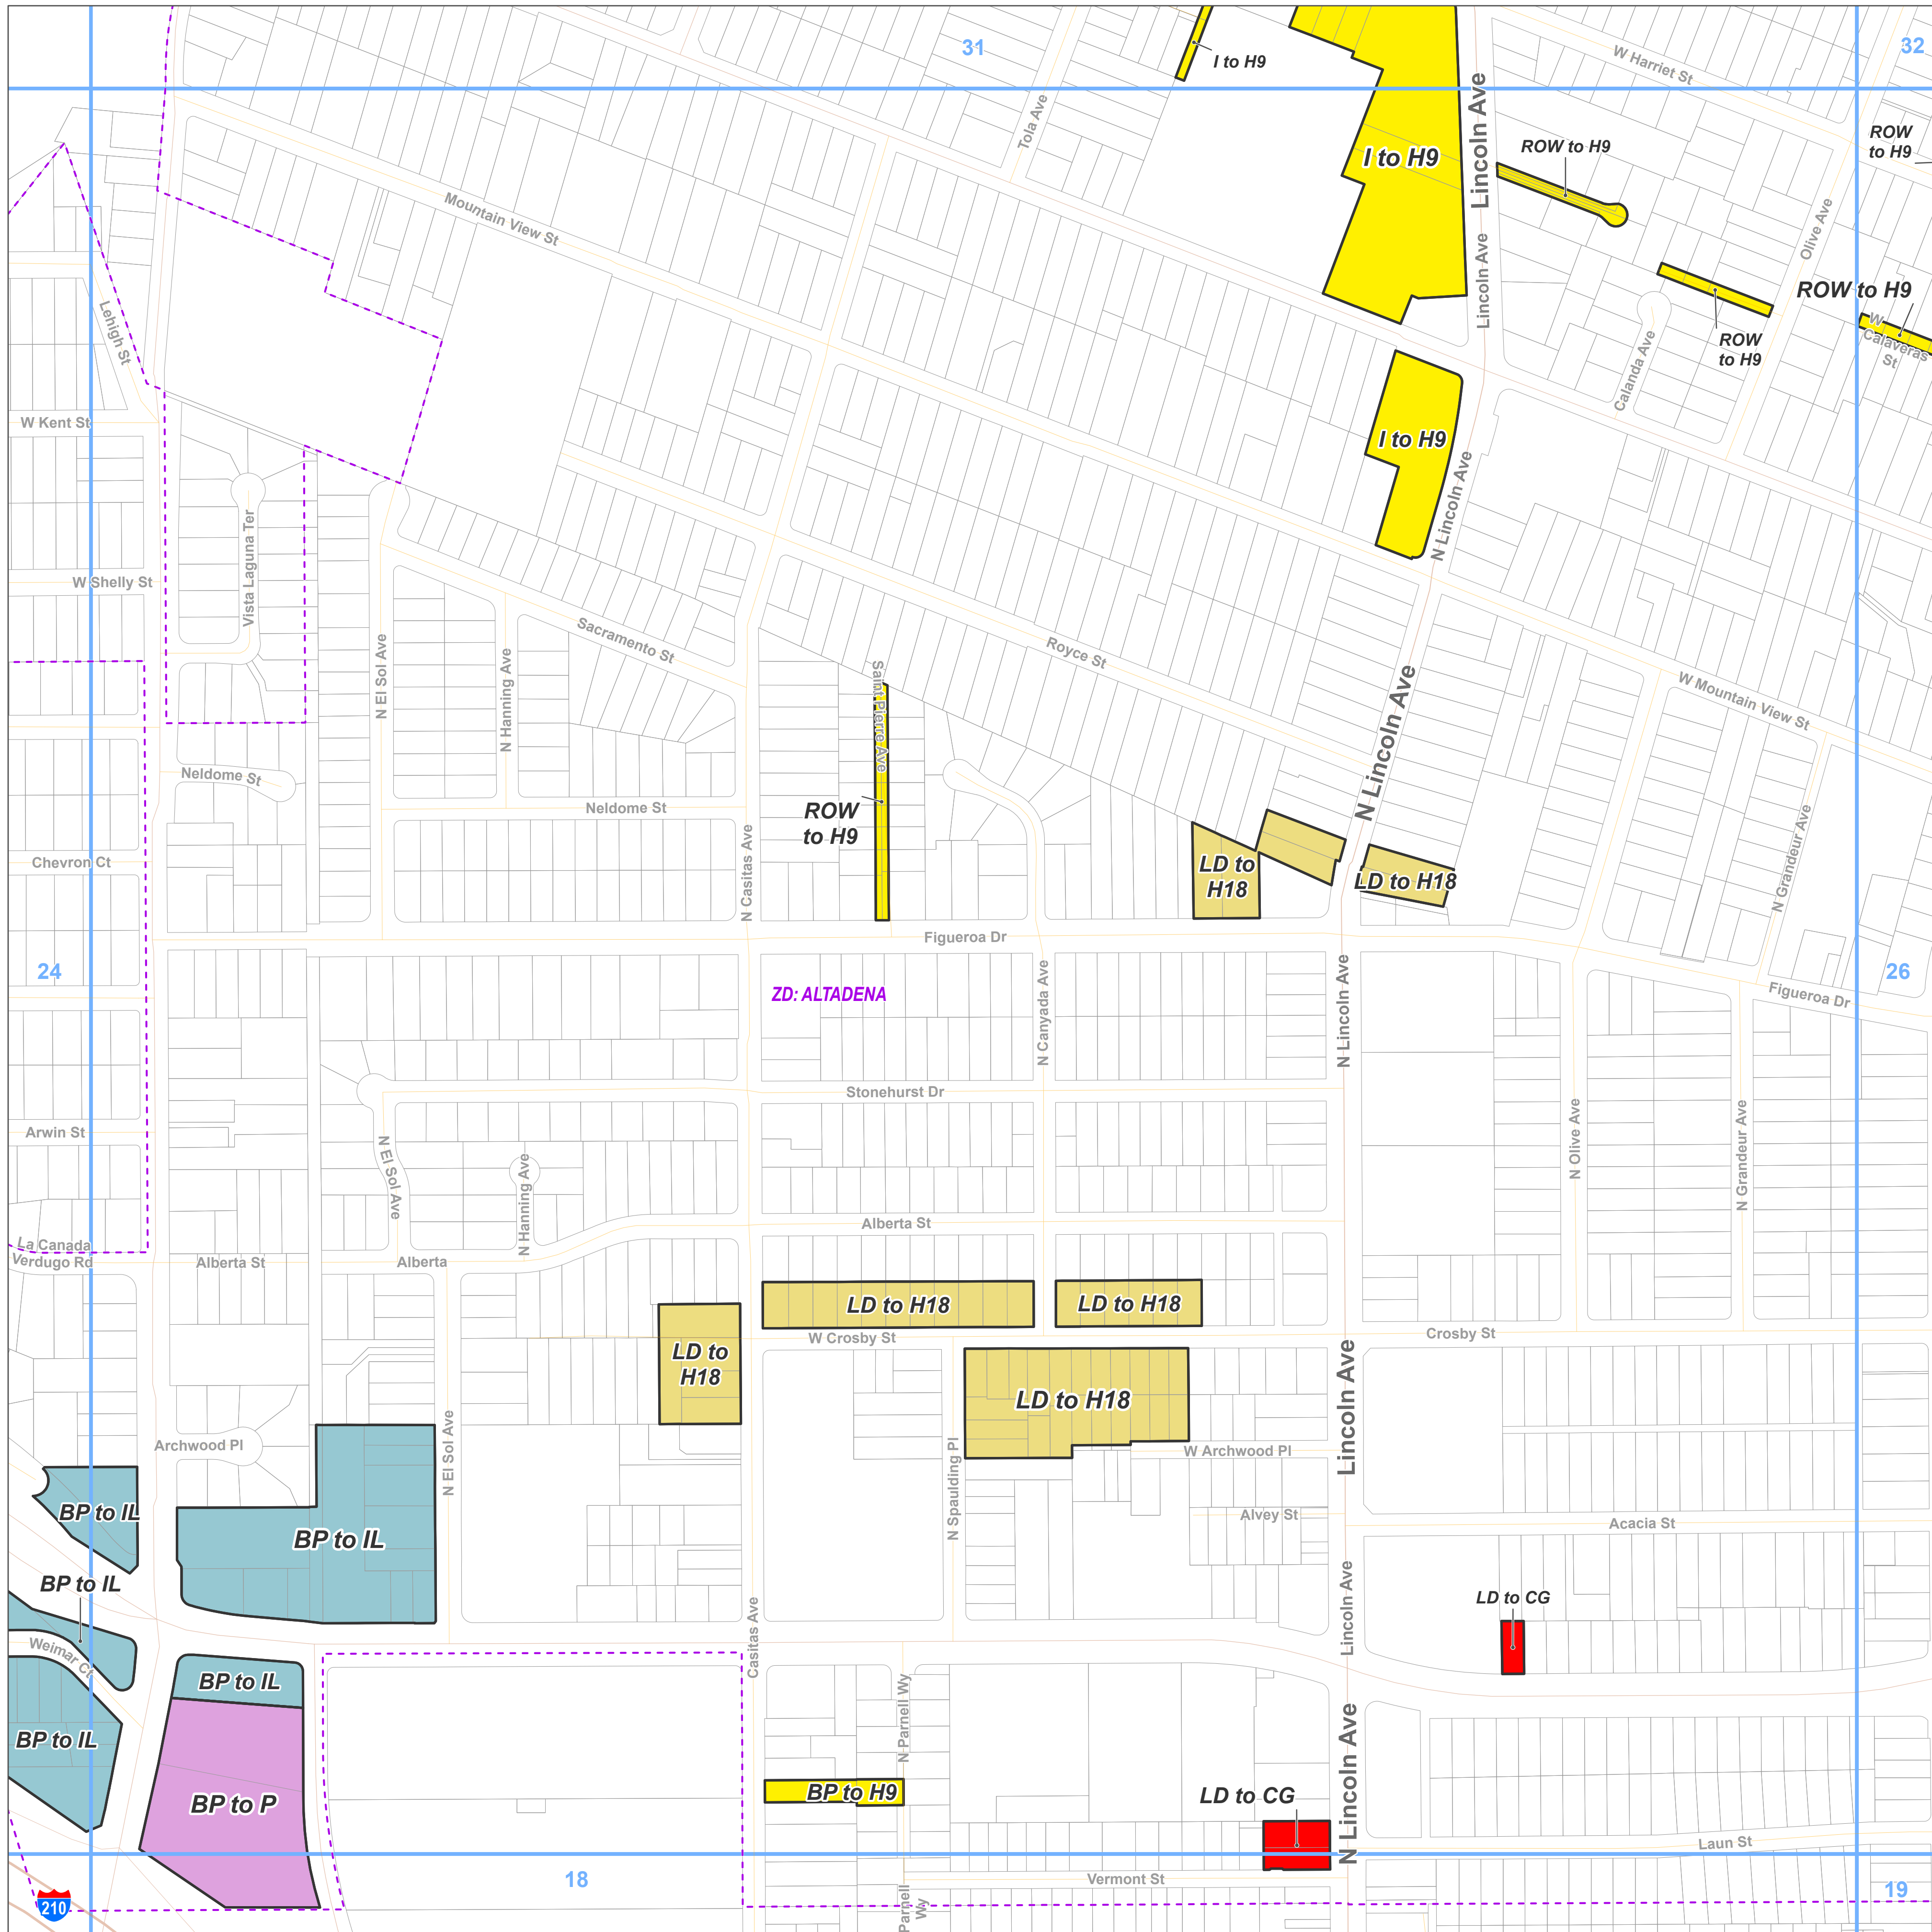 31
32
I to H9
W Harriet St
Tola Ave
Lincoln Ave
I to H9
ROW to H9
ROW
to H9
Mountain View St
Lincoln Ave
Olive Ave
ROW to H9
Lehigh St
W
Calaveras
St
ROW
to H9
Calanda Ave
W Kent St
I to H9
N Lincoln Ave
Vista Laguna Ter
W Shelly St
N El Sol Ave
Sacramento St
N Hanning Ave
Royce St
Saint Pierre Ave
N Lincoln Ave
W Mountain View St
Neldome St
Neldome St
ROW
to H9
N Casitas Ave
Chevron Ct
LD to
H18
LD to H18
N Grandeur Ave
Figueroa Dr
24
ZD: ALTADENA
N Canyada Ave
N Lincoln Ave
26
Figueroa Dr
Stonehurst Dr
Arwin St
N El Sol Ave
N Hanning Ave
N Olive Ave
N Grandeur Ave
Alberta St
La Canada
Verdugo Rd
Alberta St
Alberta
LD to H18
LD to H18
W Crosby St
Crosby St
LD to
H18
LD to H18
Lincoln Ave
Archwood Pl
N El Sol Ave
N Spaulding Pl
W Archwood Pl
BP to IL
BP to IL
Alvey St
Acacia St
BP to IL
Lincoln Ave
LD to CG
Weimar Ct
Casitas Ave
BP to IL
N Parnell Wy
BP to IL
N Lincoln Ave
BP to P
BP to H9
LD to CG
Laun St
18
Vermont St
19
210
Parnell
Wy